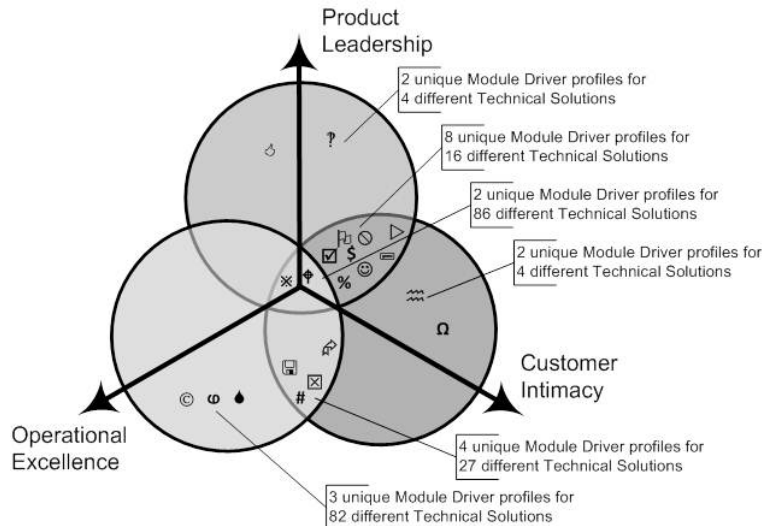 Product
Leadership
2 unique Module Driver profiles for
4 different Technical Solutions
8 unique Module Driver profiles for
16 different Technical Solutions
2 unique Module Driver profiles for
86 different Technical Solutions
2 unique Module Driver profiles for
4 different Technical Solutions
$
%
※
Ω
#
© φ
Customer
Intimacy
Operational
Excellence
4 unique Module Driver profiles for
27 different Technical Solutions
3 unique Module Driver profiles for
82 different Technical Solutions